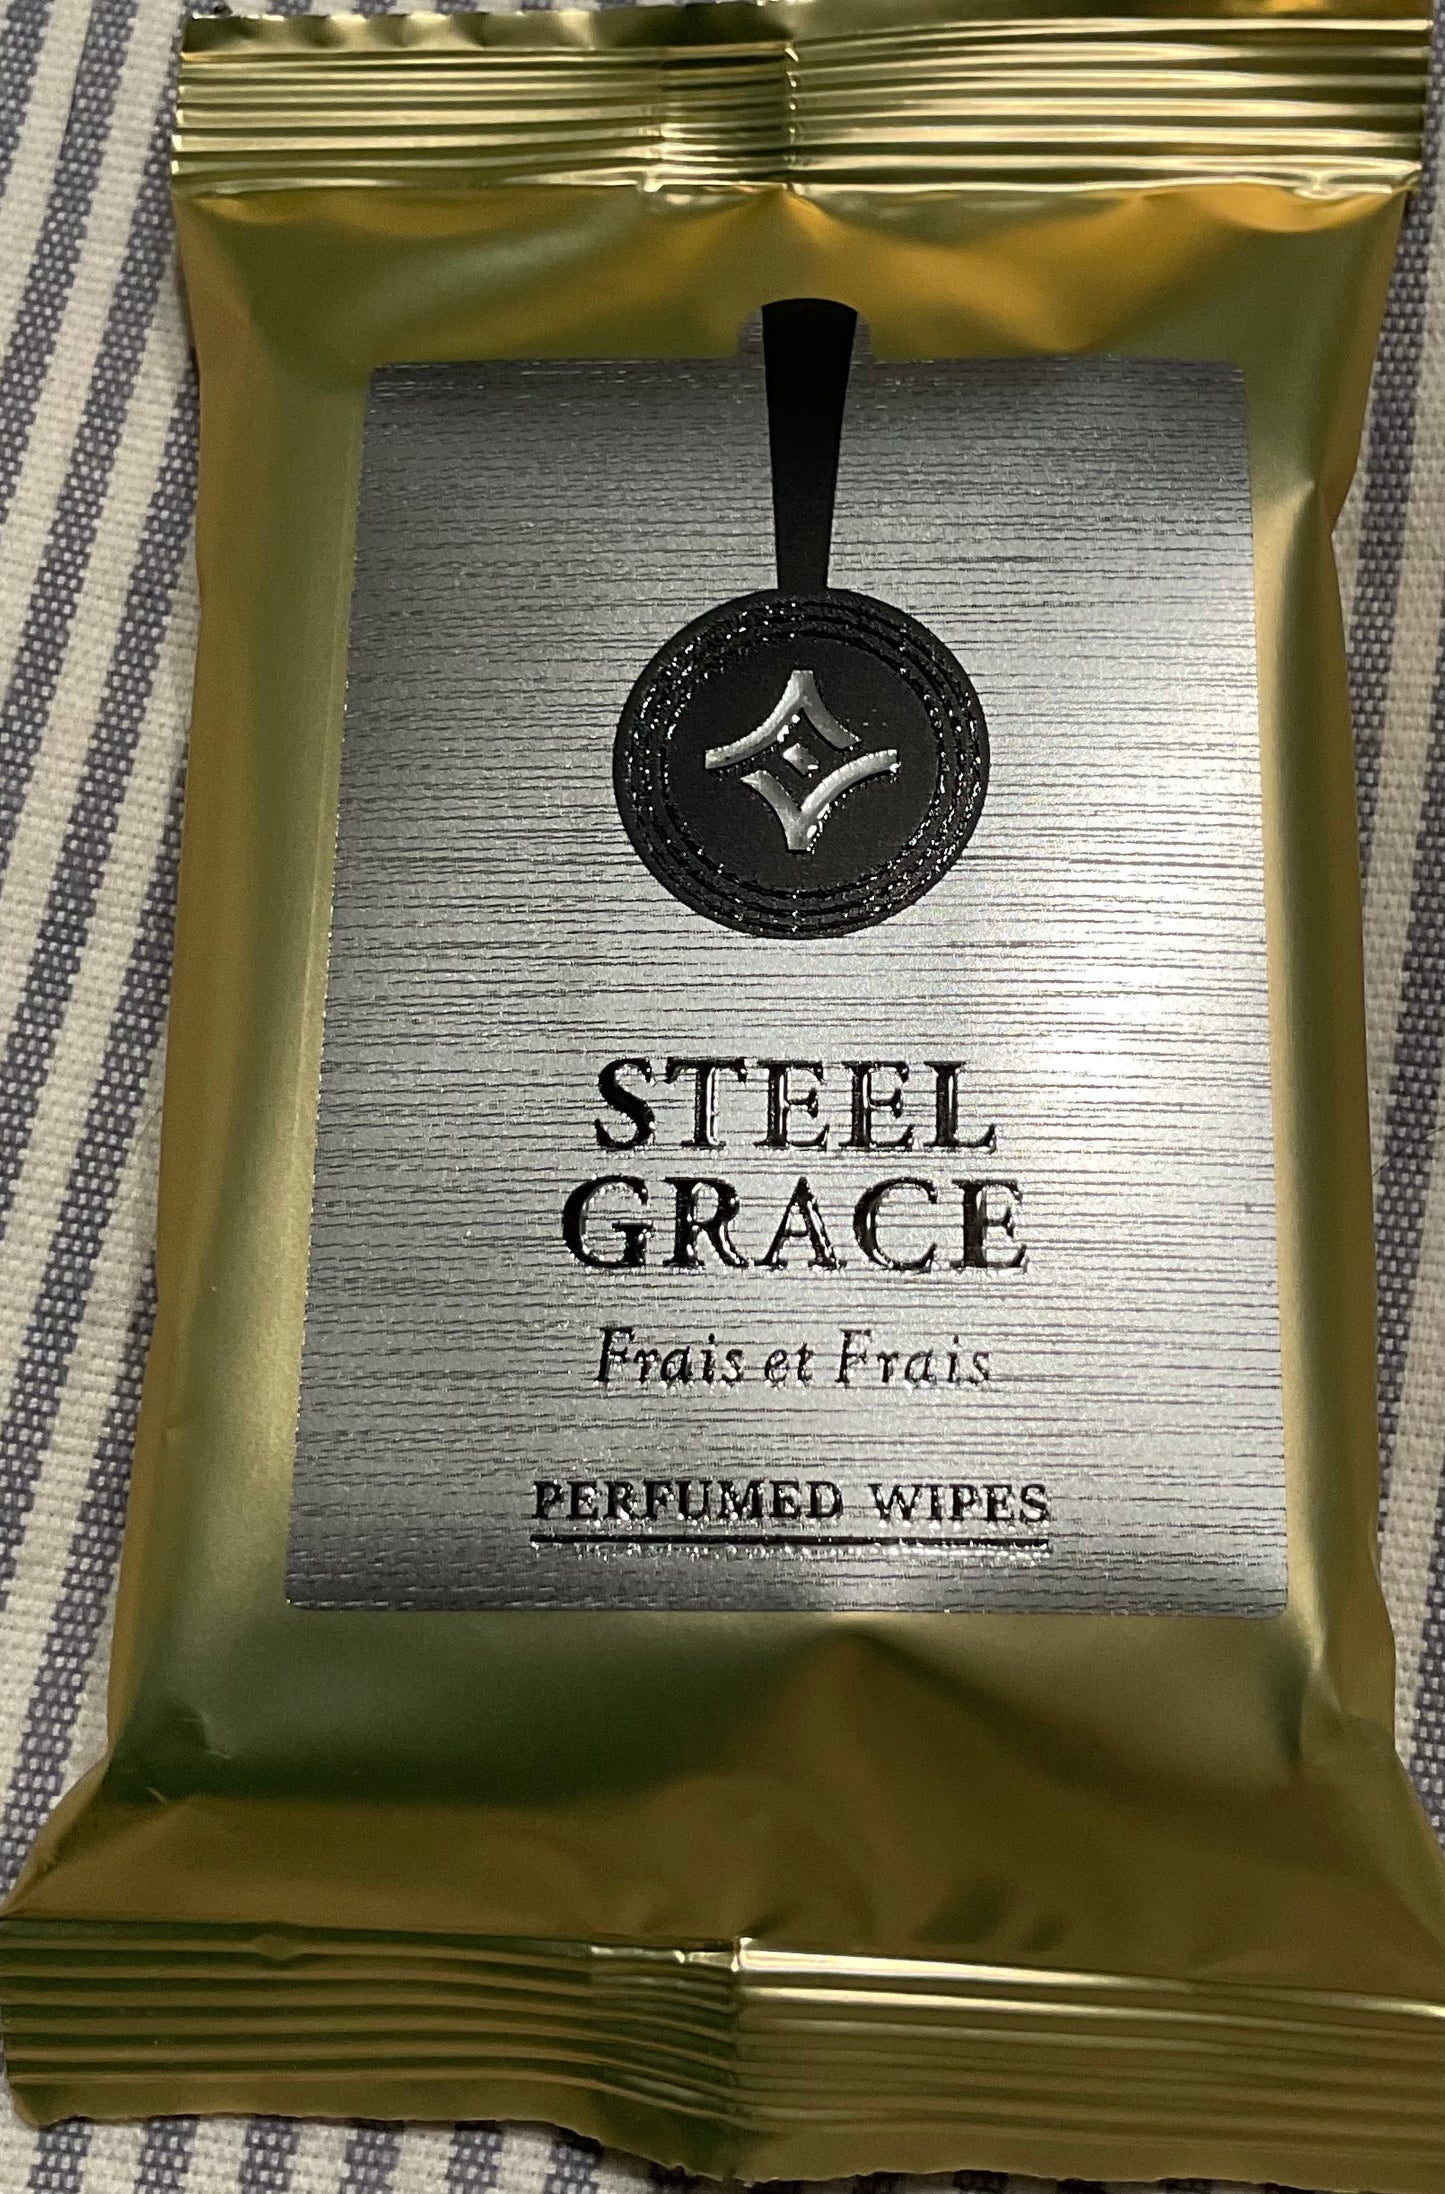 STEEL
GRACE
Frais et Frais
PERFUMED WIPES